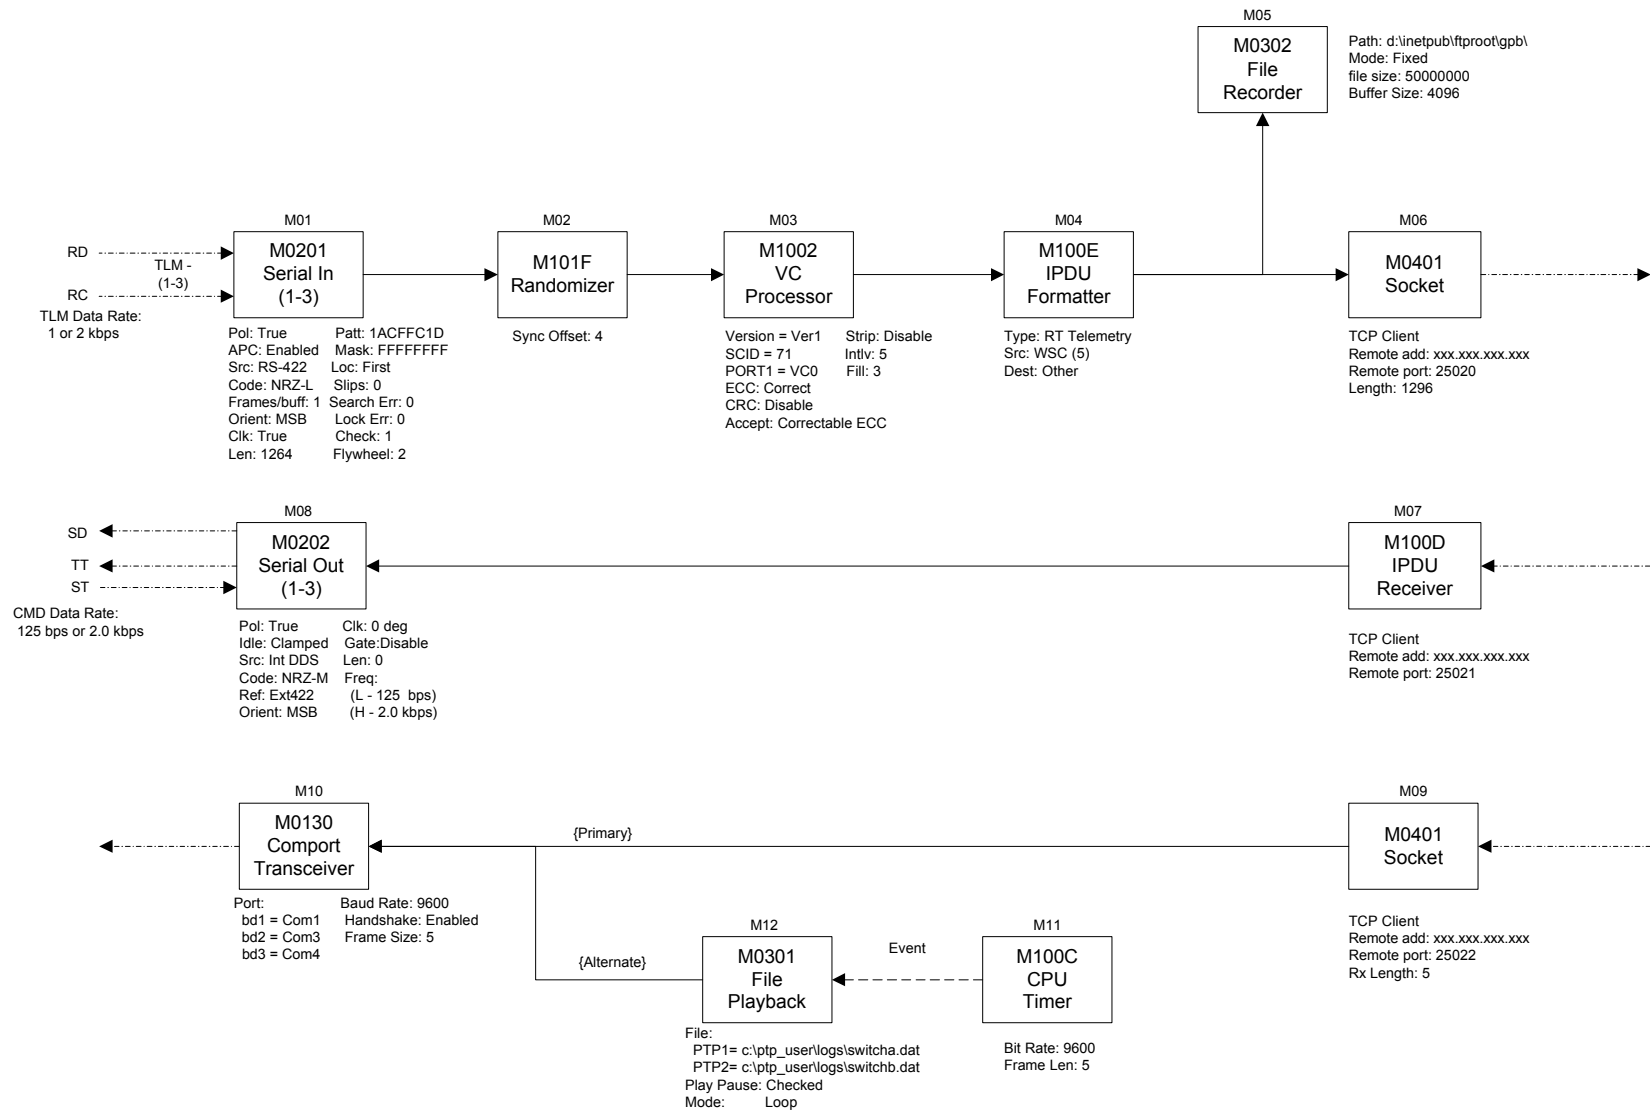 M05
M0302
File
Recorder
Path: d:\inetpub\ftproot\gpb\
Mode: Fixed
file size: 50000000
Buffer Size: 4096
RD
RC
TLM -
(1-3)
TLM Data Rate:
1 or 2 kbps
M01
M0201
Serial In
(1-3)
Pol: True Patt: 1ACFFC1D
APC: Enabled Mask: FFFFFFFF
Src: RS-422 Loc: First
Code: NRZ-L Slips: 0
Frames/buff: 1 Search Err: 0
Orient: MSB Lock Err: 0
Clk: True Check: 1
Len: 1264 Flywheel: 2
M02
M101F
Randomizer
Sync Offset: 4
M03
M1002
VC
Processor
Version = Ver1 Strip: Disable
SCID = 71 Intlv: 5
PORT1 = VC0 Fill: 3
ECC: Correct
CRC: Disable
Accept: Correctable ECC
M04
M100E
IPDU
Formatter
Type: RT Telemetry
Src: WSC (5)
Dest: Other
M06
M0401
Socket
TCP Client
Remote add: xxx.xxx.xxx.xxx
Remote port: 25020
Length: 1296
SD
TT
ST
CMD Data Rate:
125 bps or 2.0 kbps
M08
M0202
Serial Out
(1-3)
Pol: True Clk: 0 deg
Idle: Clamped Gate:Disable
Src: Int DDS Len: 0
Code: NRZ-M Freq:
Ref: Ext422 (L - 125 bps)
Orient: MSB (H - 2.0 kbps)
M07
M100D
IPDU
Receiver
TCP Client
Remote add: xxx.xxx.xxx.xxx
Remote port: 25021
M10
M0130
Comport
Transceiver
Port: Baud Rate: 9600
bd1 = Com1 Handshake: Enabled
bd2 = Com3 Frame Size: 5
bd3 = Com4
{Primary}
{Alternate}
M12
M0301
File
Playback
File:
PTP1= c:\ptp_user\logs\switcha.dat
PTP2= c:\ptp_user\logs\switchb.dat
Play Pause: Checked
Mode: Loop
Event
M11
M100C
CPU
Timer
Bit Rate: 9600
Frame Len: 5
M09
M0401
Socket
TCP Client
Remote add: xxx.xxx.xxx.xxx
Remote port: 25022
Rx Length: 5